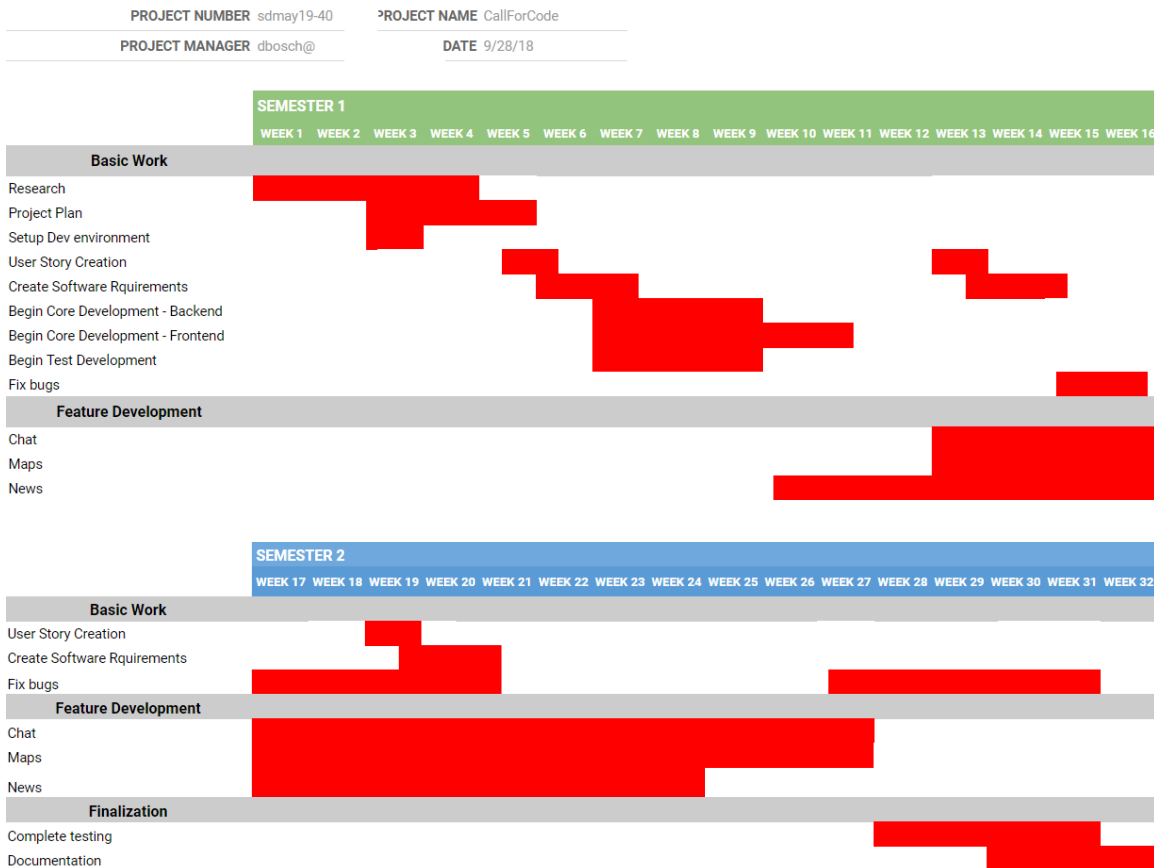 PROJECT NUMBER sdmay19-40 PROJECT NAME CallForCode
PROJECT MANAGER dbosch@ DATE 9/28/18
SEMESTER 1
WEEK 1 WEEK 2 WEEK 3 WEEK 4 WEEK 5 WEEK 6 WEEK 7 WEEK 8 WEEK 9 WEEK 10 WEEK 11 WEEK 12 WEEK 13 WEEK 14 WEEK 15 WEEK 16
Basic Work
Research
Project Plan
Setup Dev environment
User Story Creation
Create Software Rquirements
Begin Core Development - Backend
Begin Core Development - Frontend
Begin Test Development
Fix bugs
Feature Development
Chat
Maps
News
SEMESTER 2
WEEK 17 WEEK 18 WEEK 19 WEEK 20 WEEK 21 WEEK 22 WEEK 23 WEEK 24 WEEK 25 WEEK 26 WEEK 27 WEEK 28 WEEK 29 WEEK 30 WEEK 31 WEEK 32
Basic Work
User Story Creation
Create Software Rquirements
Fix bugs
Feature Development
Chat
Maps
News
Finalization
Complete testing
Documentation